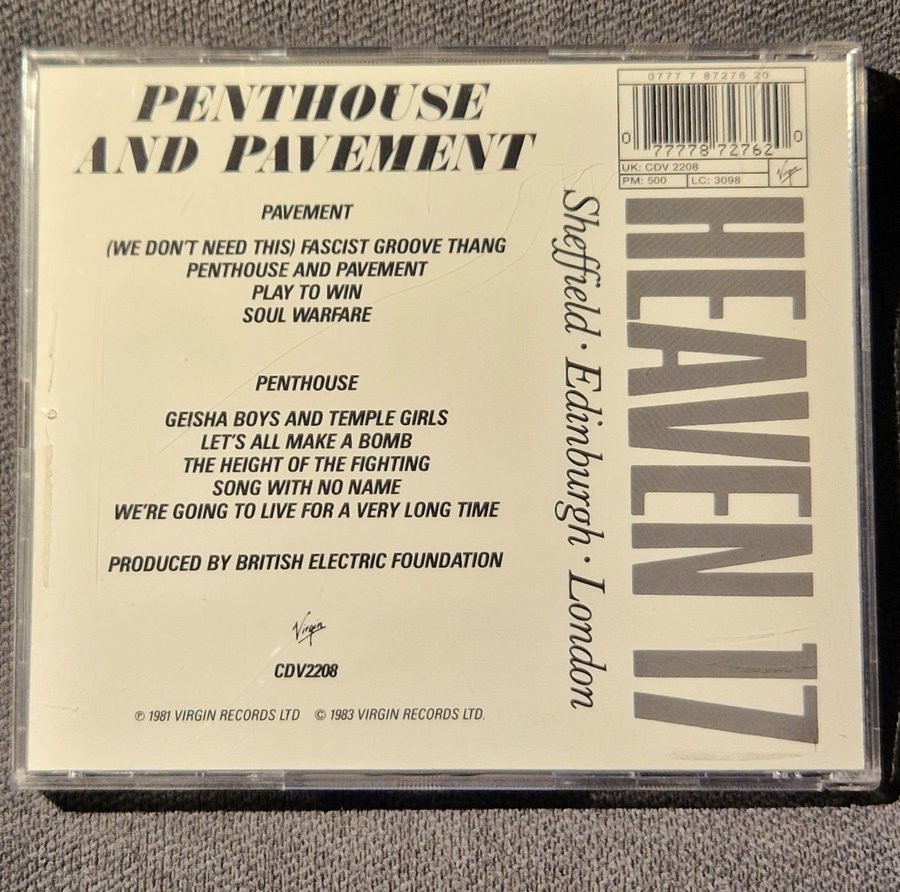 PENTHOUSE
AND PAVEMENT
PAVEMENT
(WE DON'T NEED THIS) FASCIST GROOVE THANG
PENTHOUSE AND PAVEMENT
PLAY TO WIN
SOUL WARFARE
PENTHOUSE
GEISHA BOYS AND TEMPLE GIRLS
LET'S ALL MAKE A BOMB
THE HEIGHT OF THE FIGHTING
SONG WITH NO NAME
WE'RE GOING TO LIVE FOR A VERY LONG TIME
PRODUCED BY BRITISH ELECTRIC FOUNDATION
Virgin
CDV2208
℗ 1981 VIRGIN RECORDS LTD © 1983 VIRGIN RECORDS LTD.
Sheffield · Edinburgh · London
0777 7 87276 20
0 77778 72762 0
UK: CDV 2208
PM: 500 LC: 3098
Virgin
HEAVEN 17